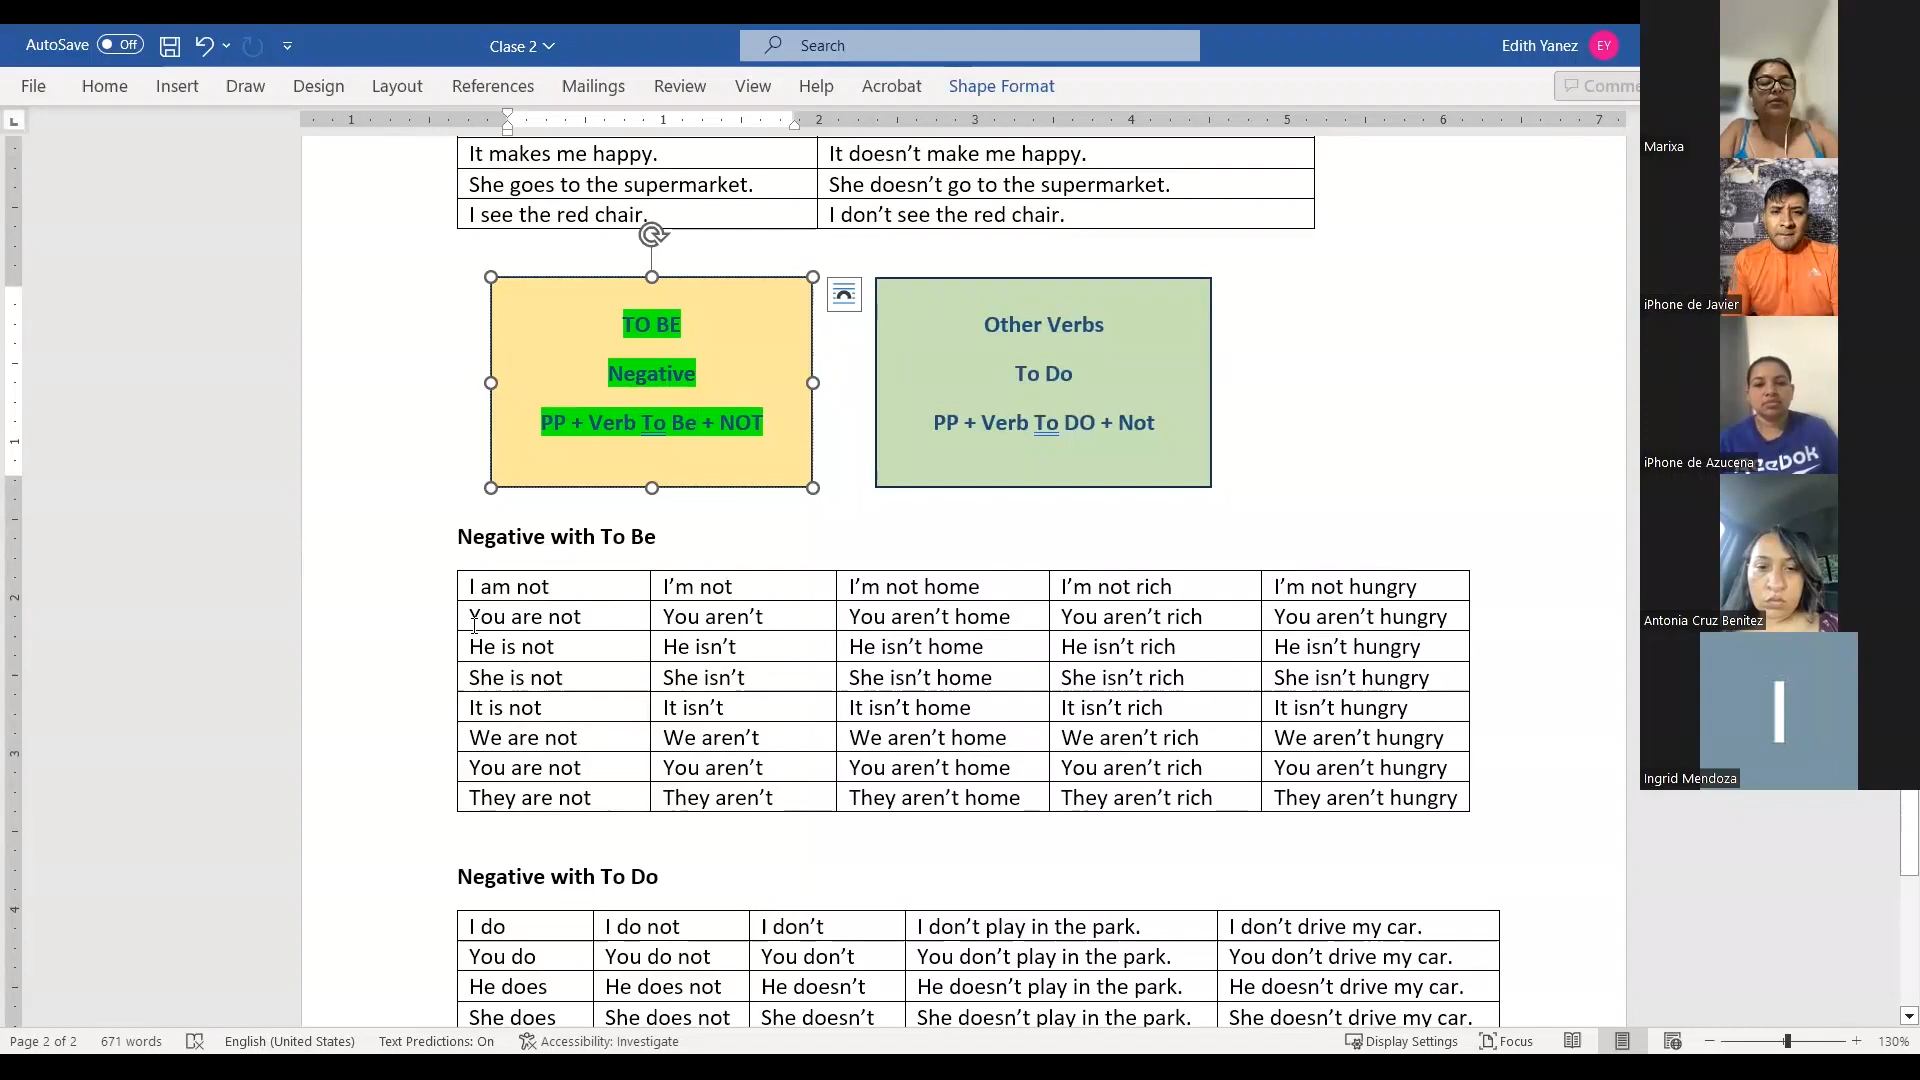 AutoSave Off Clase 2 Search Edith Yanez EY
File Home Insert Draw Design Layout References Mailings Review View Help Acrobat Shape Format Comme
1 1 2 3 4 5 6 7
It makes me happy. It doesn’t make me happy.
She goes to the supermarket. She doesn’t go to the supermarket.
I see the red chair. I don’t see the red chair.
TO BE
Negative
PP + Verb To Be + NOT
Other Verbs
To Do
PP + Verb To DO + Not
Negative with To Be
I am not I’m not I’m not home I’m not rich I’m not hungry
You are not You aren’t You aren’t home You aren’t rich You aren’t hungry
He is not He isn’t He isn’t home He isn’t rich He isn’t hungry
She is not She isn’t She isn’t home She isn’t rich She isn’t hungry
It is not It isn’t It isn’t home It isn’t rich It isn’t hungry
We are not We aren’t We aren’t home We aren’t rich We aren’t hungry
You are not You aren’t You aren’t home You aren’t rich You aren’t hungry
They are not They aren’t They aren’t home They aren’t rich They aren’t hungry
Negative with To Do
I do I do not I don’t I don’t play in the park. I don’t drive my car.
You do You do not You don’t You don’t play in the park. You don’t drive my car.
He does He does not He doesn’t He doesn’t play in the park. He doesn’t drive my car.
She does She does not She doesn’t She doesn’t play in the park. She doesn’t drive my car.
1
2
3
4
Page 2 of 2 671 words English (United States) Text Predictions: On Accessibility: Investigate Display Settings Focus 130%
Marixa
iPhone de Javier
iPhone de Azucena
Antonia Cruz Benitez
I
Ingrid Mendoza